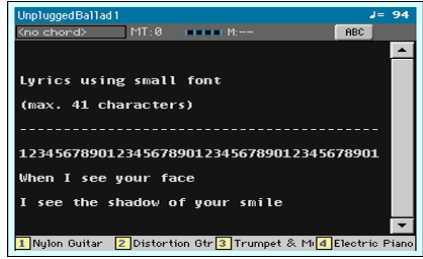 UnpluggedBallad1 ♩= 94
<no chord> MT:0 M:-- ABC
Lyrics using small font
(max. 41 characters)
-----------------------------------------
12345678901234567890123456789012345678901
When I see your face
I see the shadow of your smile
1 Nylon Guitar 2 Distortion Gtr 3 Trumpet & M 4 Electric Piano